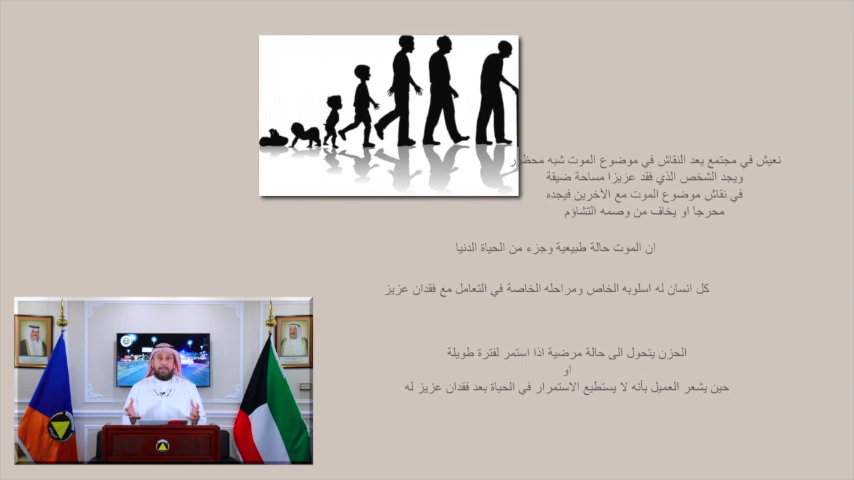 نعيش في مجتمع يعد النقاش في موضوع الموت شبه محظور
ويجد الشخص الذي فقد عزيزا مساحة ضيقة
في نقاش موضوع الموت مع الآخرين فيجده
محرجا او يخاف من وصمه التشاؤم
ان الموت حالة طبيعية وجزء من الحياة الدنيا
كل انسان له اسلوبه الخاص ومراحله الخاصة في التعامل مع فقدان عزيز
الحزن يتحول الى حالة مرضية اذا استمر لفترة طويلة
او
حين يشعر العميل بأنه لا يستطيع الاستمرار في الحياة بعد فقدان عزيز له